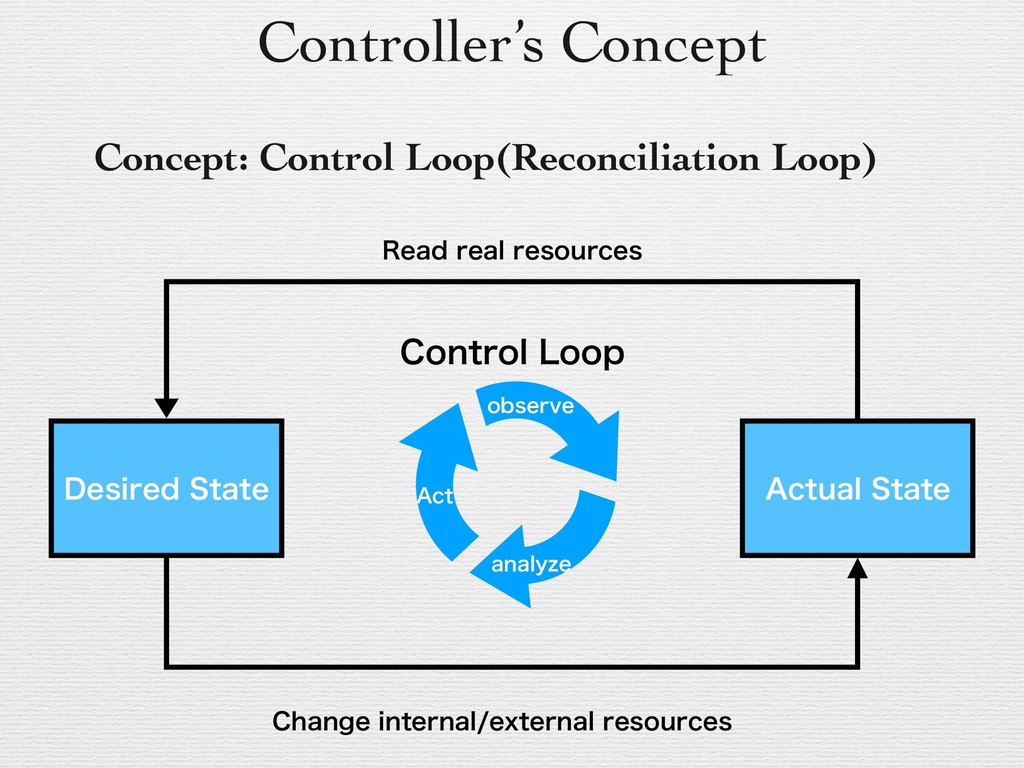 Controller’s Concept
Concept: Control Loop(Reconciliation Loop)
Read real resources
Control Loop
observe
Desired State
Act
Actual State
analyze
Change internal/external resources